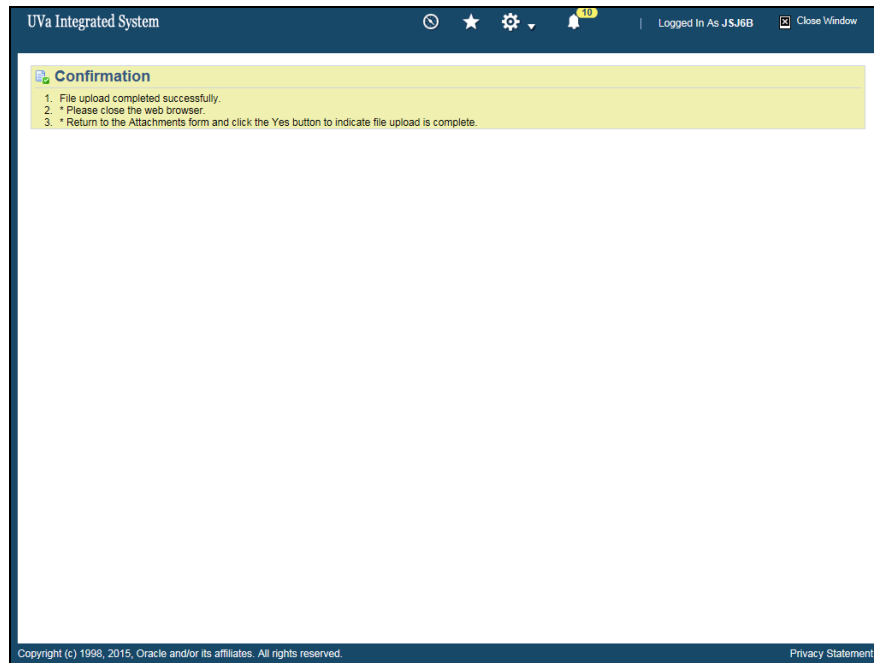 UVa Integrated System
10
| Logged In As JSJ6B
Close Window
Confirmation
1. File upload completed successfully.
2. * Please close the web browser.
3. * Return to the Attachments form and click the Yes button to indicate file upload is complete.
Copyright (c) 1998, 2015, Oracle and/or its affiliates. All rights reserved.
Privacy Statement